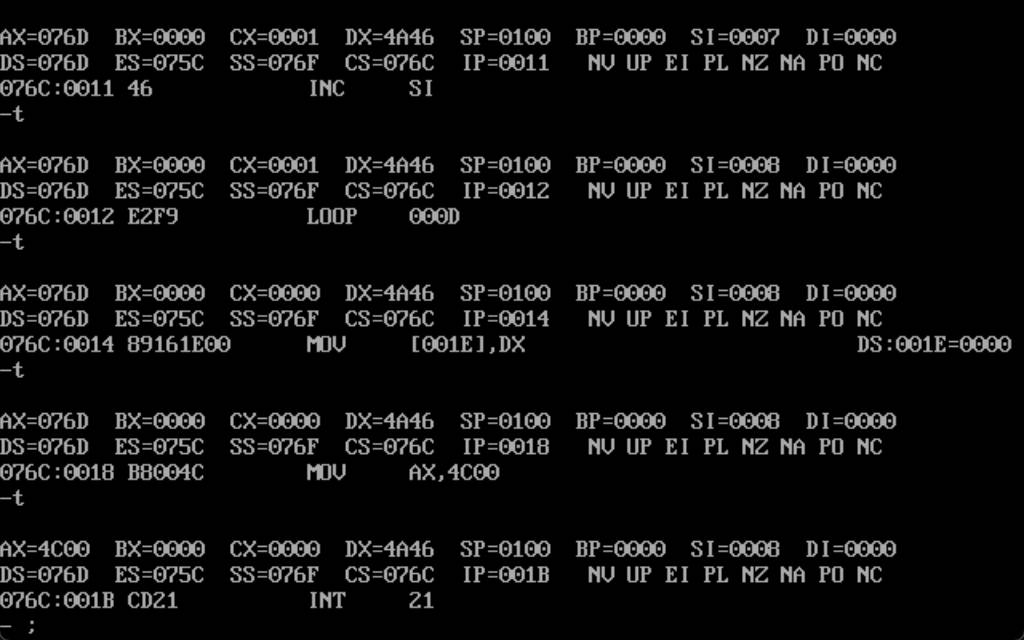 AX=076D  BX=0000  CX=0001  DX=4A46  SP=0100  BP=0000  SI=0007  DI=0000
DS=076D  ES=075C  SS=076F  CS=076C  IP=0011   NV UP EI PL NZ NA PO NC
076C:0011 46            INC     SI
-t
AX=076D  BX=0000  CX=0001  DX=4A46  SP=0100  BP=0000  SI=0008  DI=0000
DS=076D  ES=075C  SS=076F  CS=076C  IP=0012   NV UP EI PL NZ NA PO NC
076C:0012 E2F9          LOOP    000D
-t
AX=076D  BX=0000  CX=0000  DX=4A46  SP=0100  BP=0000  SI=0008  DI=0000
DS=076D  ES=075C  SS=076F  CS=076C  IP=0014   NV UP EI PL NZ NA PO NC
076C:0014 89161E00      MOV     [001E],DX                          DS:001E=0000
-t
AX=076D  BX=0000  CX=0000  DX=4A46  SP=0100  BP=0000  SI=0008  DI=0000
DS=076D  ES=075C  SS=076F  CS=076C  IP=0018   NV UP EI PL NZ NA PO NC
076C:0018 B8004C        MOV     AX,4C00
-t
AX=4C00  BX=0000  CX=0000  DX=4A46  SP=0100  BP=0000  SI=0008  DI=0000
DS=076D  ES=075C  SS=076F  CS=076C  IP=001B   NV UP EI PL NZ NA PO NC
076C:001B CD21          INT     21
- ;